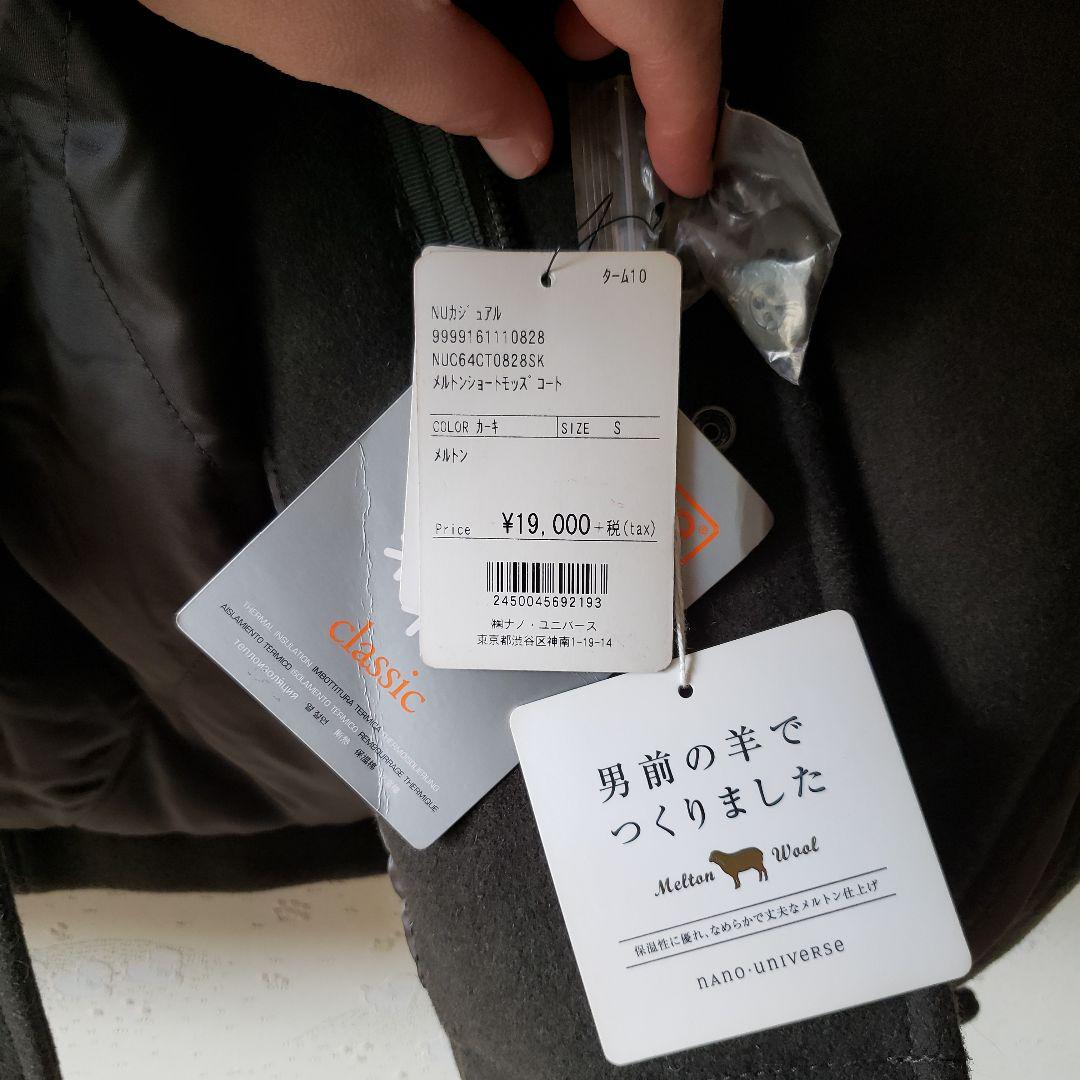 ターム10
NUカジュアル
9999161110828
NUC64CT0828SK
メルトンショートモッズコート
COLOR カーキ SIZE S
メルトン
Price ¥19,000+税(tax)
2450045692193
㈱ナノ・ユニバース
東京都渋谷区神南1-19-14
classic
THERMAL INSULATION IMBOTTITURA TERMICA THERMOISOLIERUNG
AISLAMIENTO TERMICO ISOLAMENTO TÉRMICO REMBOURRAGE THERMIQUE
Теплоизоляция
男前の羊で
つくりました
Melton Wool
保温性に優れ、なめらかで丈夫なメルトン仕上げ
nano・universe